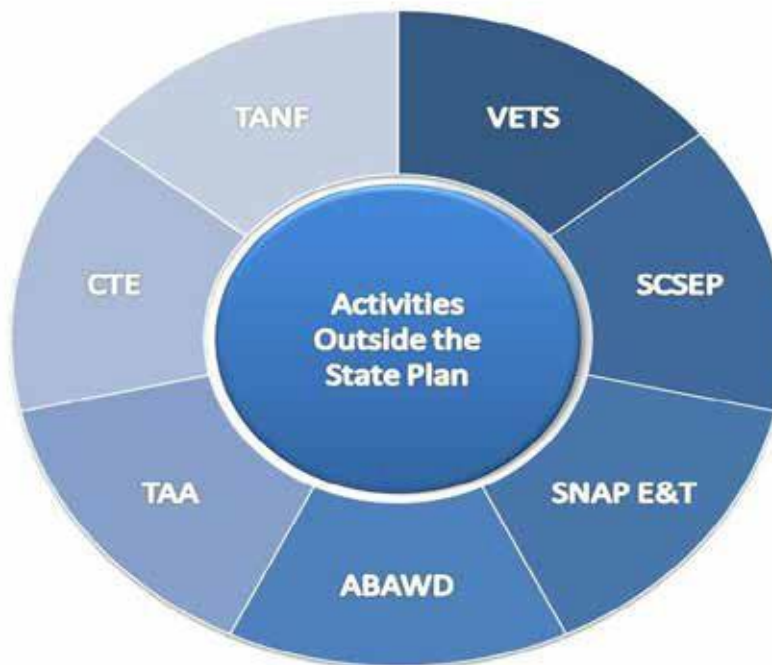 TANF
VETS
CTE
SCSEP
Activities
Outside the
State Plan
TAA
SNAP E&T
ABAWD